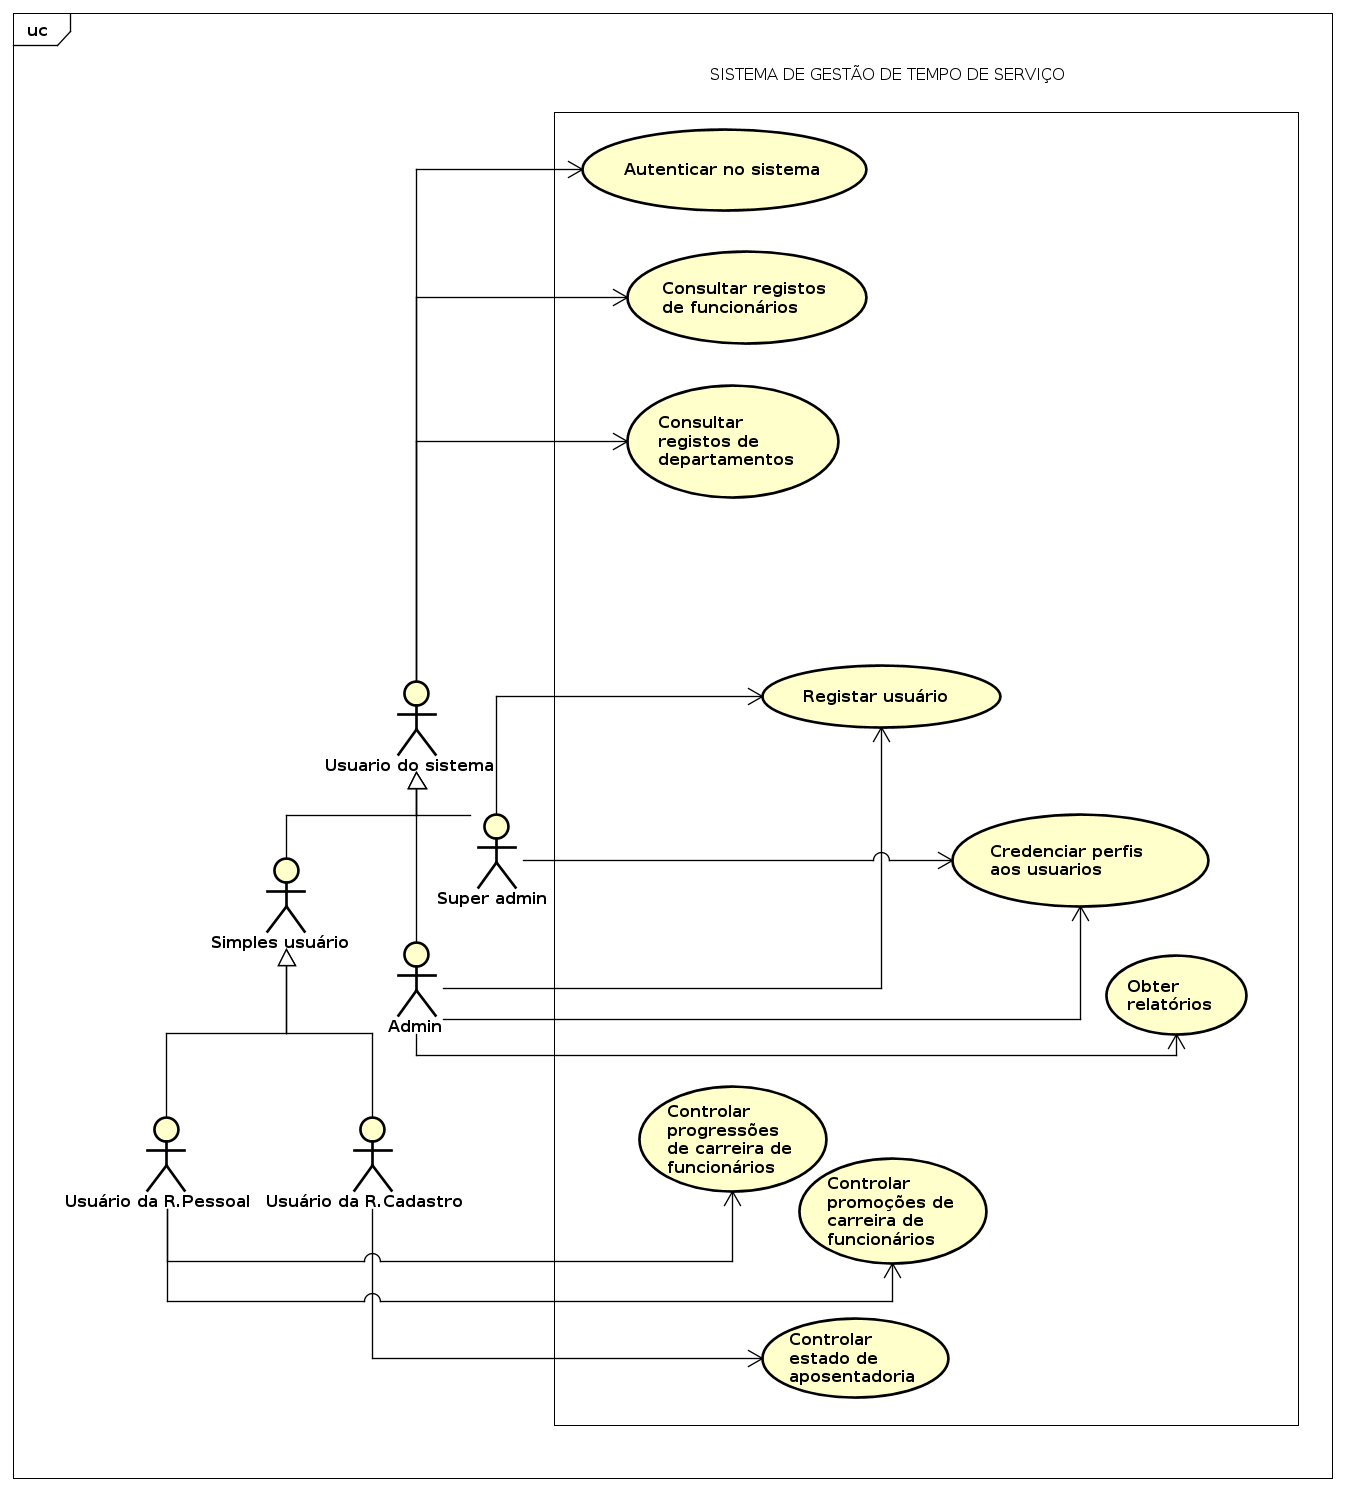 uc
SISTEMA DE GESTÃO DE TEMPO DE SERVIÇO
Autenticar no sistema
Consultar registos
de funcionários
Consultar
registos de
departamentos
Registar usuário
Usuario do sistema
Credenciar perfis
aos usuarios
Super admin
Simples usuário
Obter
relatórios
Admin
Controlar
progressões
de carreira de
funcionários
Controlar
promoções de
carreira de
funcionários
Usuário da R.Pessoal
Usuário da R.Cadastro
Controlar
estado de
aposentadoria